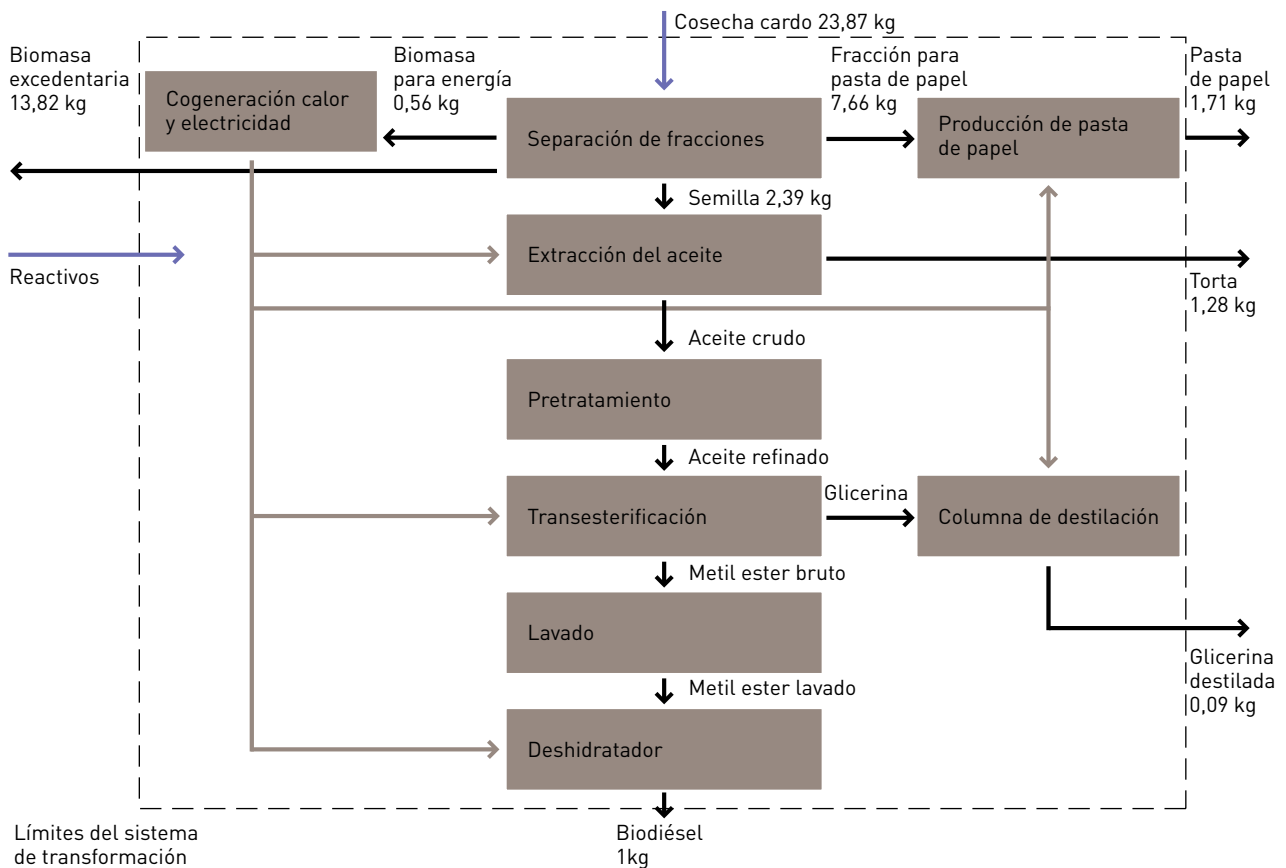 Cosecha cardo 23,87 kg
Biomasa
excedentaria
13,82 kg
Cogeneración calor
y electricidad
Biomasa
para energía
0,56 kg
Separación de fracciones
Fracción para
pasta de papel
7,66 kg
Producción de pasta
de papel
Pasta
de papel
1,71 kg
Semilla 2,39 kg
Reactivos
Extracción del aceite
Torta
1,28 kg
Aceite crudo
Pretratamiento
Aceite refinado
Transesterificación
Glicerina
Columna de destilación
Metil ester bruto
Lavado
Glicerina
destilada
0,09 kg
Metil ester lavado
Deshidratador
Límites del sistema
de transformación
Biodiésel
1kg